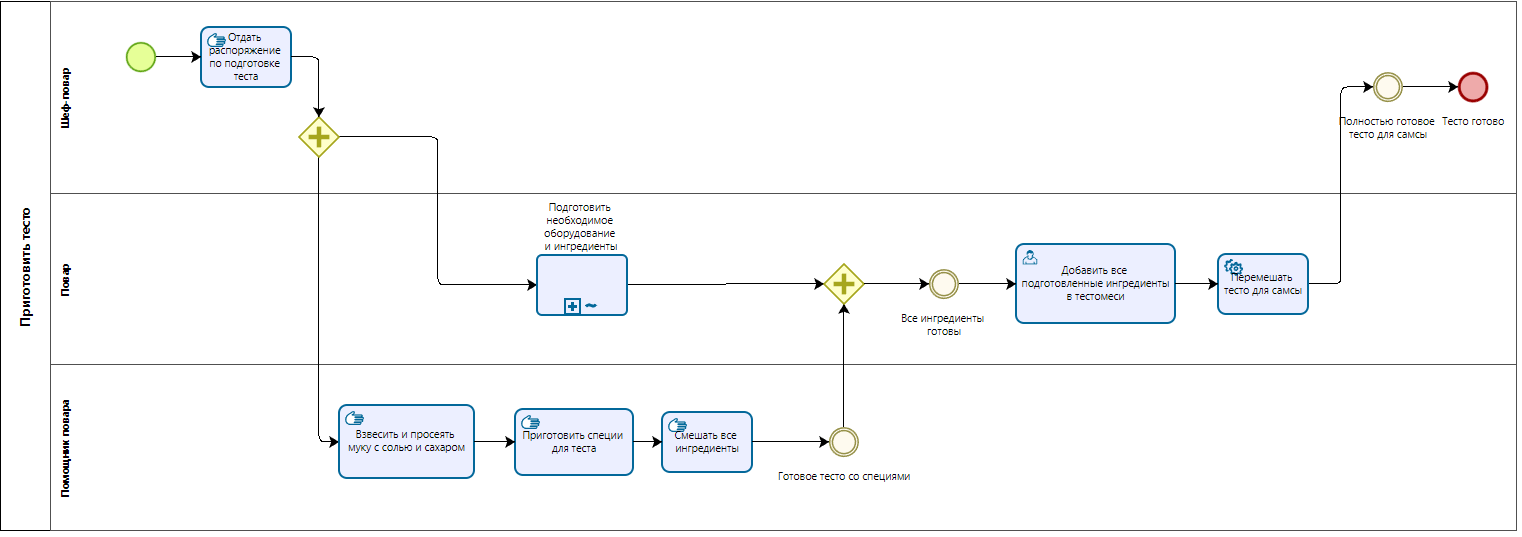 Приготовить тесто
Шеф-повар
Отдать
распоряжение
по подготовке
теста
Полностью готовое
тесто для самсы
Тесто готово
Повар
Подготовить
необходимое
оборудование
и ингредиенты
Все ингредиенты
готовы
Добавить все
подготовленные ингредиенты
в тестомеси
Перемешать
тесто для самсы
Помощник повара
Взвесить и просеять
муку с солью и сахаром
Приготовить специи
для теста
Смешать все
ингредиенты
Готовое тесто со специями